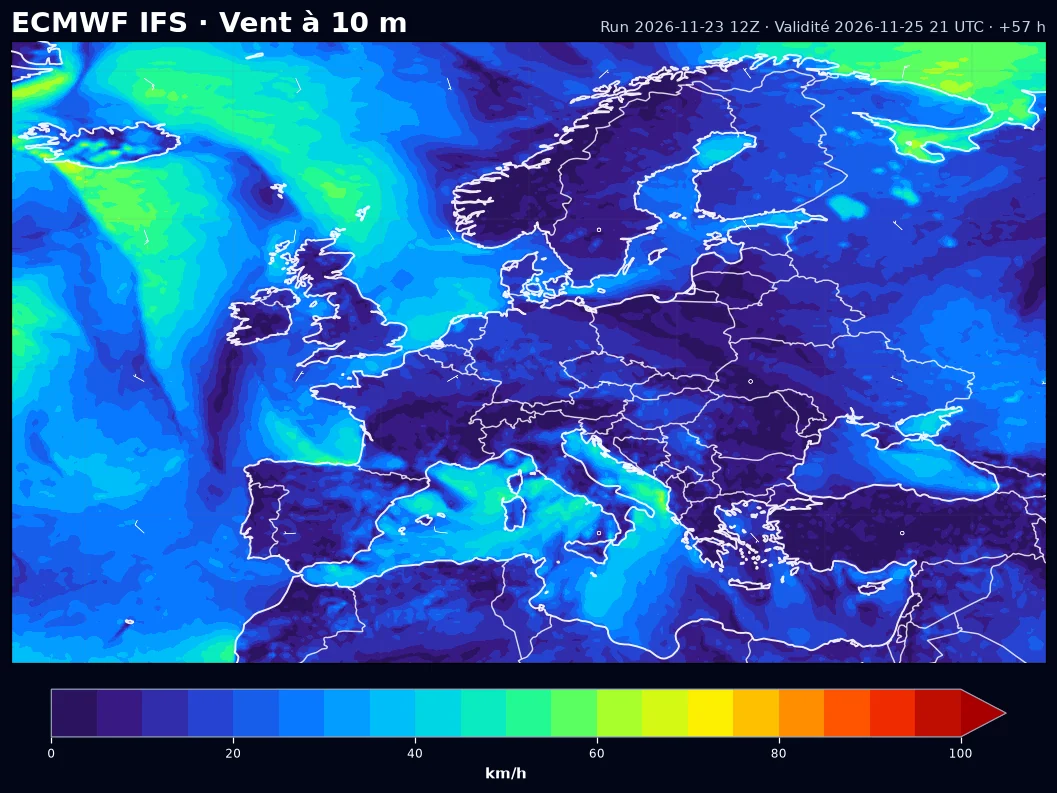 ECMWF IFS · Vent à 10 m
Run 2026-11-23 12Z · Validité 2026-11-25 21 UTC · +57 h
0 20 40 60 80 100
km/h